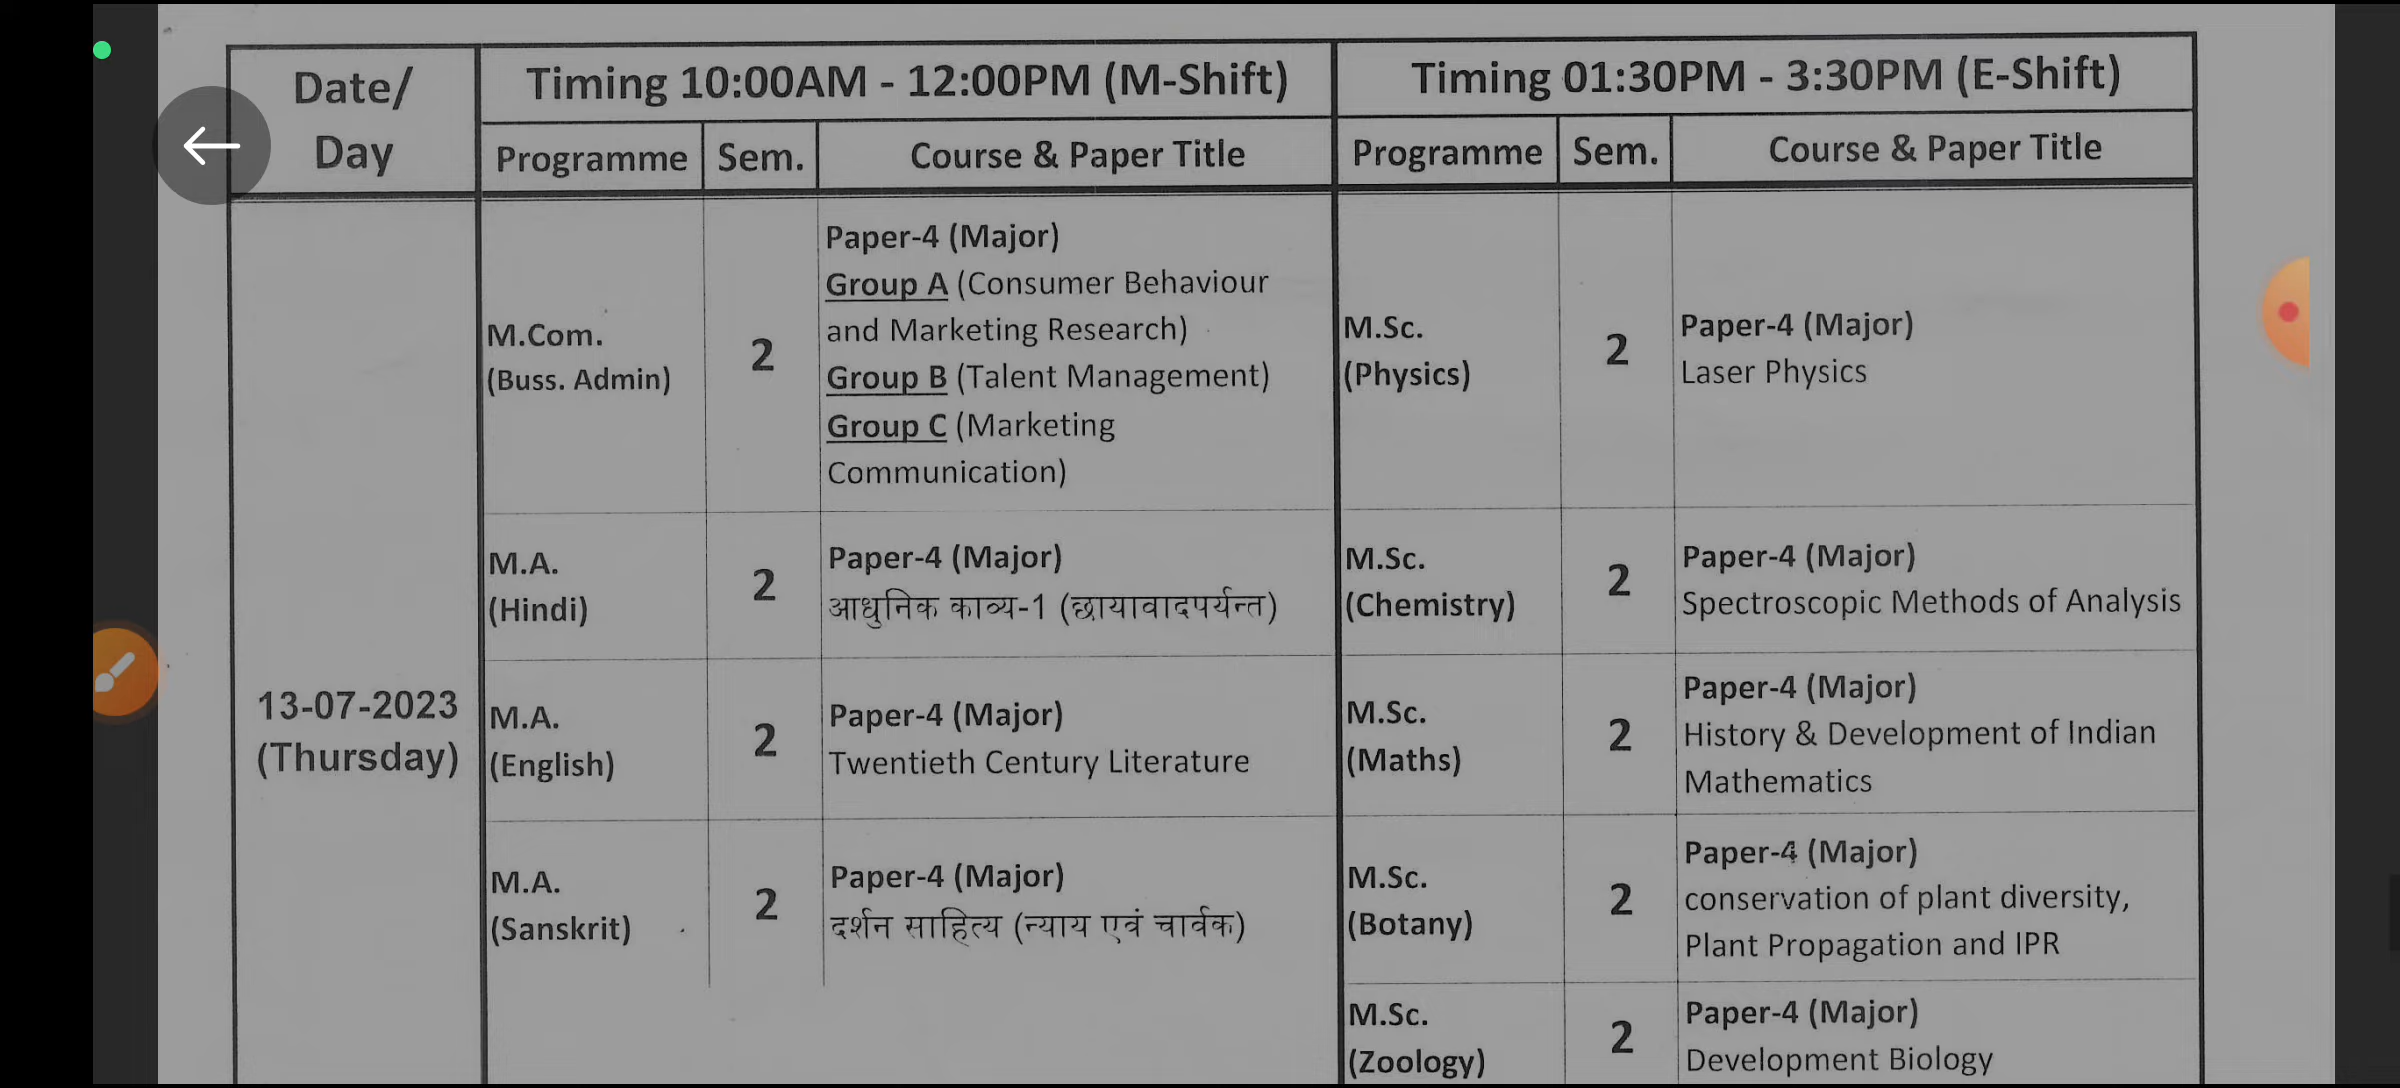 Date/
Day
Timing 10:00AM - 12:00PM (M-Shift)
Timing 01:30PM - 3:30PM (E-Shift)
Programme
Sem.
Course & Paper Title
Programme
Sem.
Course & Paper Title
13-07-2023
(Thursday)
M.Com.
(Buss. Admin)
2
Paper-4 (Major)
Group A (Consumer Behaviour
and Marketing Research)
Group B (Talent Management)
Group C (Marketing
Communication)
M.Sc.
(Physics)
2
Paper-4 (Major)
Laser Physics
M.A.
(Hindi)
2
Paper-4 (Major)
आधुनिक काव्य-1 (छायावादपर्यन्त)
M.Sc.
(Chemistry)
2
Paper-4 (Major)
Spectroscopic Methods of Analysis
M.A.
(English)
2
Paper-4 (Major)
Twentieth Century Literature
M.Sc.
(Maths)
2
Paper-4 (Major)
History & Development of Indian
Mathematics
M.A.
(Sanskrit)
2
Paper-4 (Major)
दर्शन साहित्य (न्याय एवं चार्वक)
M.Sc.
(Botany)
2
Paper-4 (Major)
conservation of plant diversity,
Plant Propagation and IPR
M.Sc.
(Zoology)
2
Paper-4 (Major)
Development Biology